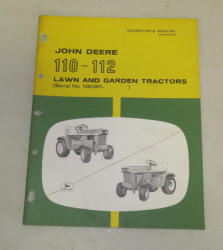 OPERATOR'S MANUAL
JOHN DEERE
110-112
LAWN AND GARDEN TRACTORS
(Serial No. 100,001- )